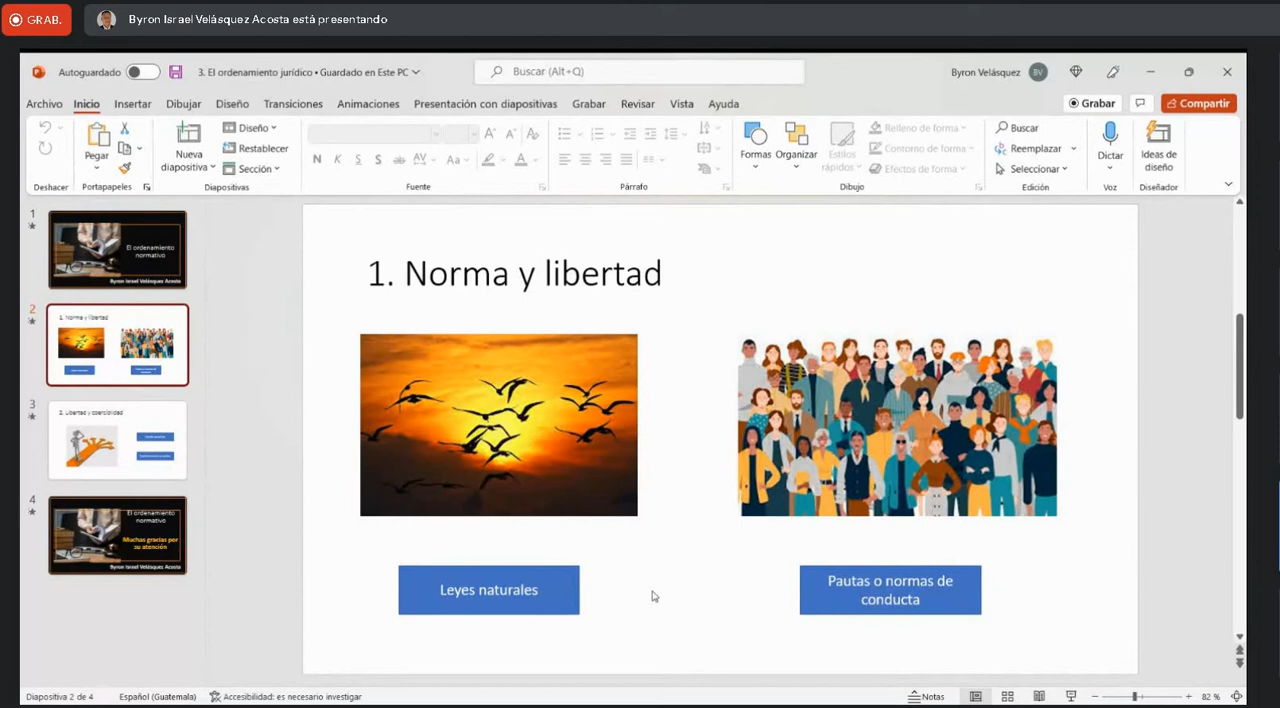 GRAB.
Byron Israel Velásquez Acosta está presentando
Autoguardado
3. El ordenamiento jurídico • Guardado en Este PC
Buscar (Alt+Q)
Byron Velásquez
BV
Archivo
Inicio
Insertar
Dibujar
Diseño
Transiciones
Animaciones
Presentación con diapositivas
Grabar
Revisar
Vista
Ayuda
Grabar
Compartir
Pegar
Nueva
diapositiva
Diseño
Restablecer
Sección
N K S S ab AV Aa A
Formas
Organizar
Estilos
rápidos
Relleno de forma
Contorno de forma
Efectos de forma
Buscar
Reemplazar
Seleccionar
Dictar
Ideas de
diseño
Deshacer
Portapapeles
Diapositivas
Fuente
Párrafo
Dibujo
Edición
Voz
Diseñador
1
El ordenamiento
normativo
Byron Israel Velásquez Acosta
2
1. Norma y libertad
3
2. Libertad y coercibilidad
4
El ordenamiento
normativo
Muchas gracias por
su atención
Byron Israel Velásquez Acosta
1. Norma y libertad
Leyes naturales
Pautas o normas de
conducta
Diapositiva 2 de 4
Español (Guatemala)
Accesibilidad: es necesario investigar
Notas
82 %